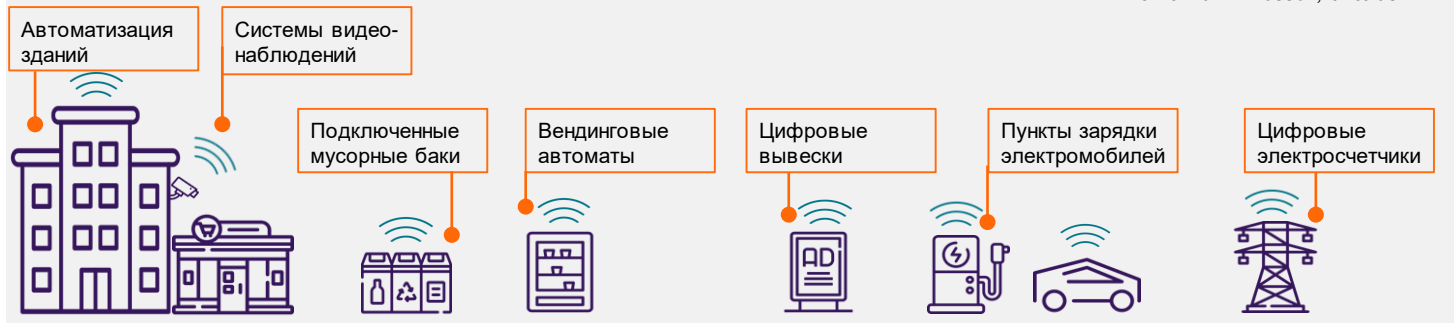 Автоматизация
зданий
Системы видео-
наблюдений
Подключенные
мусорные баки
Вендинговые
автоматы
Цифровые
вывески
Пункты зарядки
электромобилей
Цифровые
электросчетчики
AD